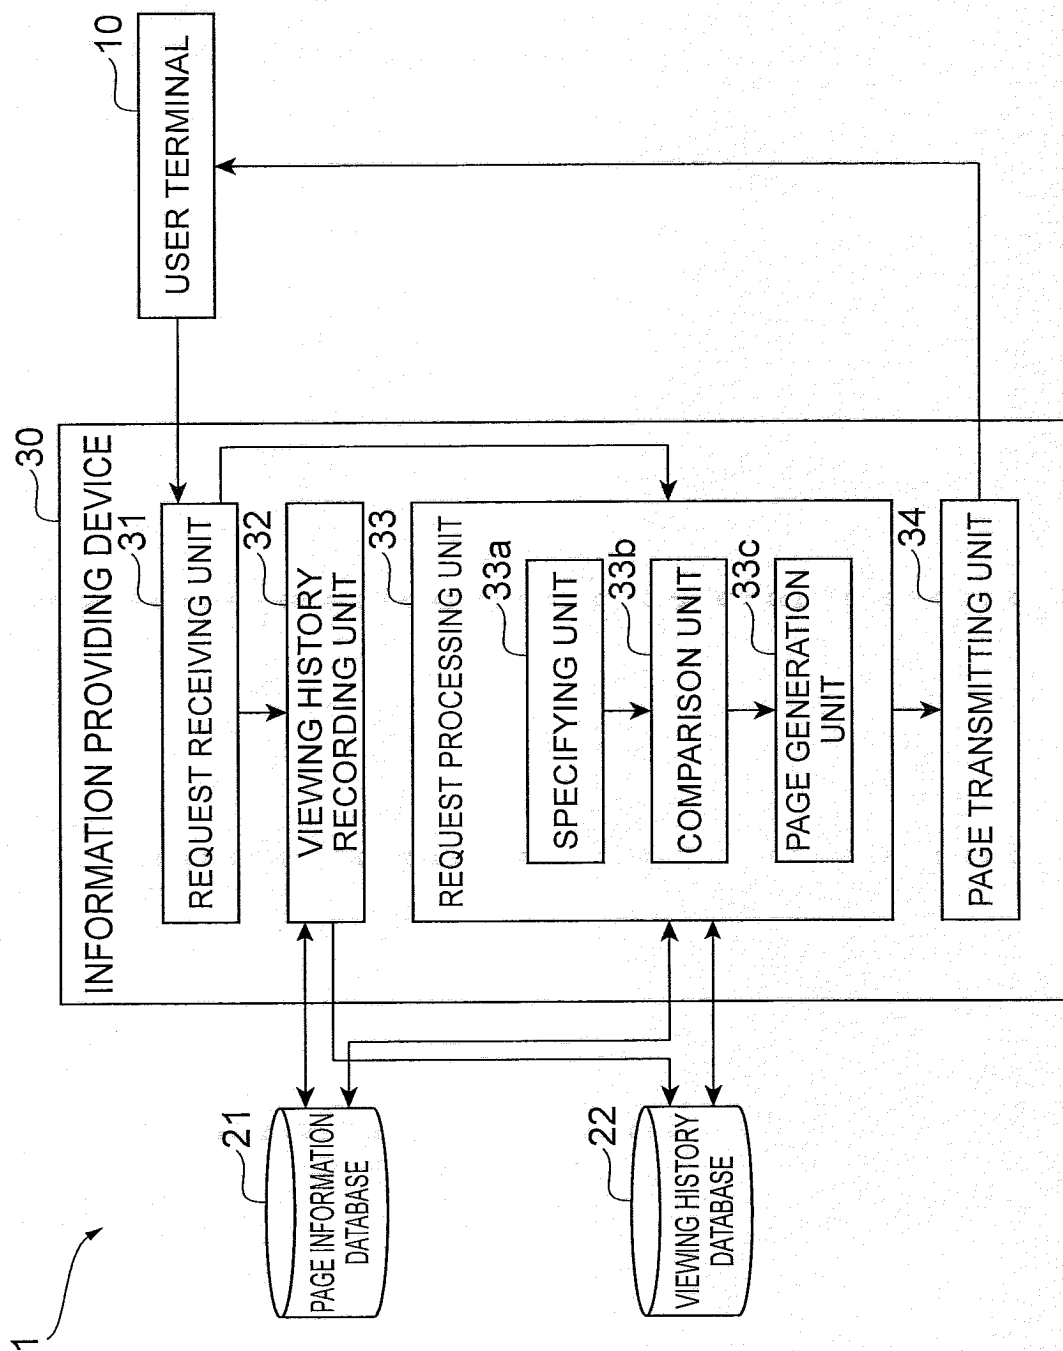 1
INFORMATION PROVIDING DEVICE
30
USER TERMINAL
10
REQUEST RECEIVING UNIT
31
VIEWING HISTORY
RECORDING UNIT
32
PAGE INFORMATION
DATABASE
21
REQUEST PROCESSING UNIT
33
SPECIFYING UNIT
33a
COMPARISON UNIT
33b
PAGE GENERATION
UNIT
33c
VIEWING HISTORY
DATABASE
22
PAGE TRANSMITTING UNIT
34